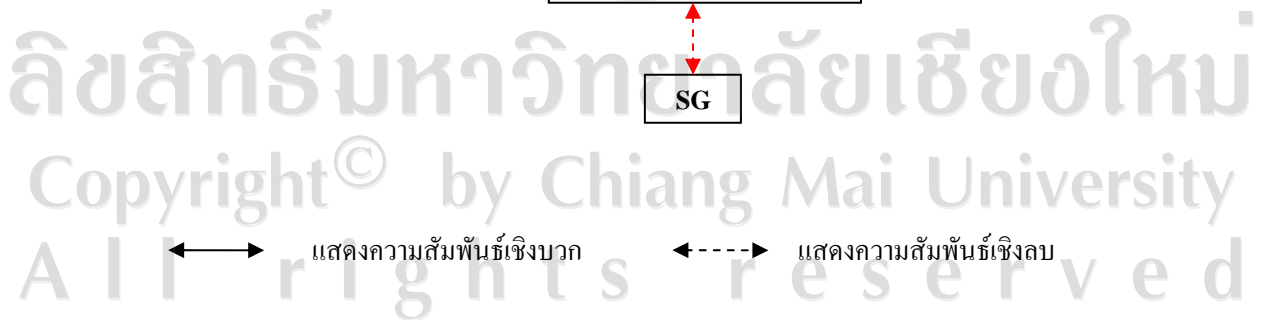 ลิขสิทธิ์มหาวิทยาลัยเชียงใหม่
SG
Copyright© by Chiang Mai University
แสดงความสัมพันธ์เชิงบวก แสดงความสัมพันธ์เชิงลบ
All rights reserved